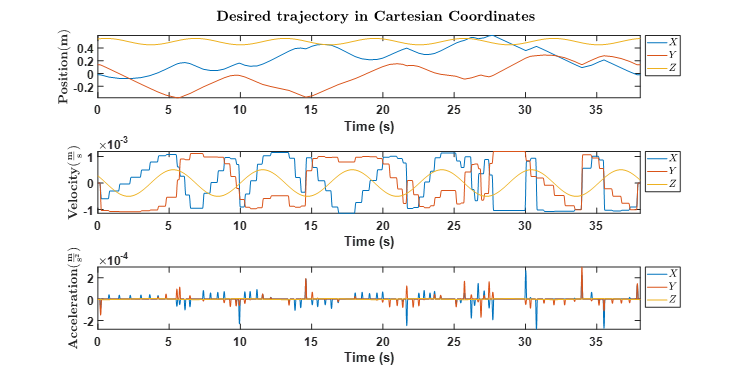 Desired trajectory in Cartesian Coordinates
Position(m)
0.4
0.2
0
-0.2
0 5 10 15 20 25 30 35
Time (s)
X
Y
Z
×10⁻³
Velocity(m/s)
1
0
-1
0 5 10 15 20 25 30 35
Time (s)
X
Y
Z
×10⁻⁴
Acceleration(m/s²)
2
0
-2
0 5 10 15 20 25 30 35
Time (s)
X
Y
Z